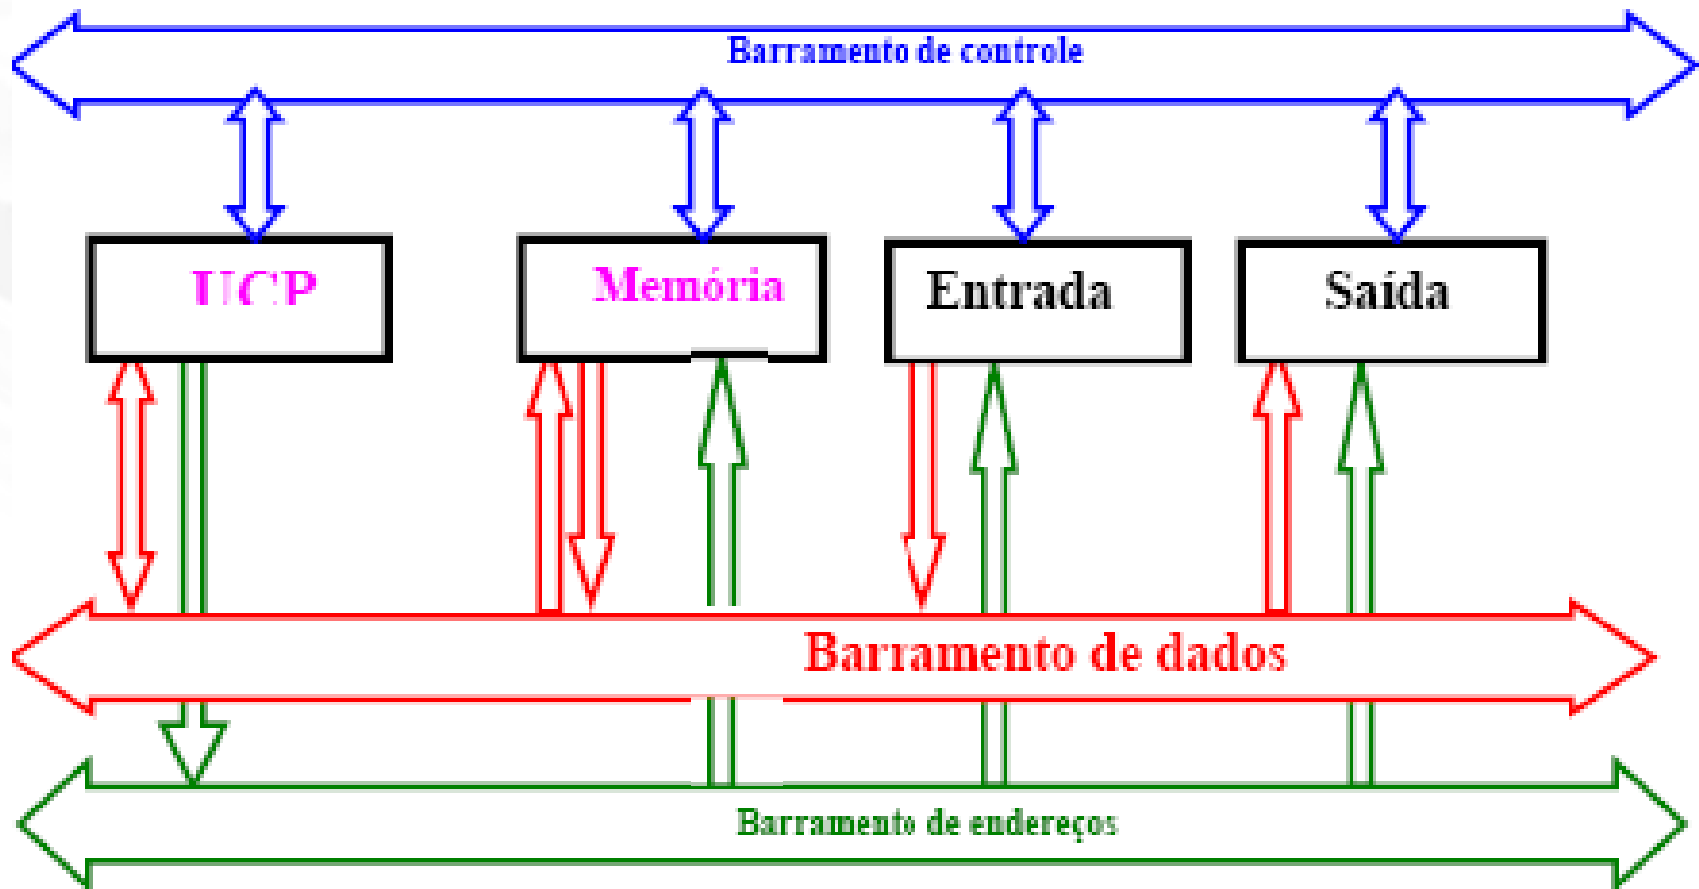 Barramento de controle
UCP
Memória
Entrada
Saída
Barramento de dados
Barramento de endereços